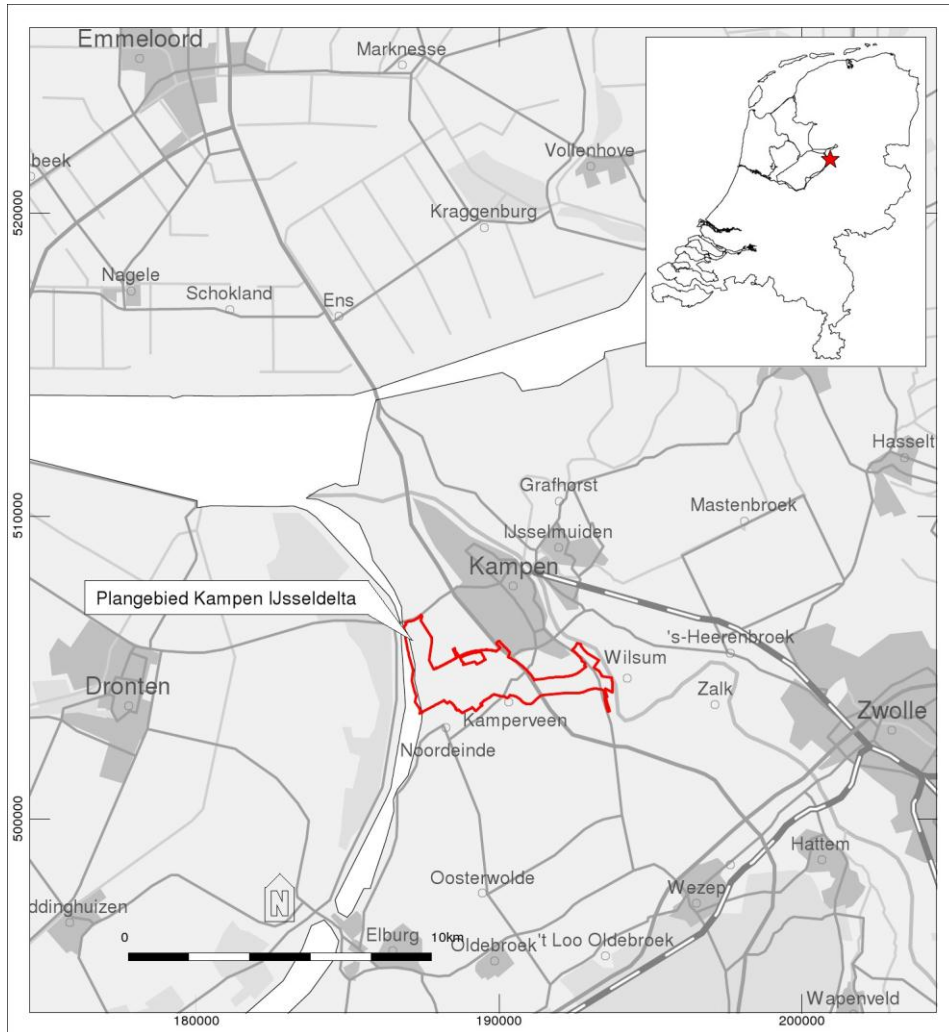 Emmeloord
Marknesse
Vollenhove
beek
Kraggenburg
520000
Nagele
Schokland
Ens
Hasselt
Grafhorst
Mastenbroek
510000
IJsselmuiden
Kampen
Plangebied Kampen IJsseldelta
's-Heerenbroek
Wilsum
Dronten
Zalk
Zwolle
Kamperveen
Noordeinde
500000
Hattem
Oosterwolde
Wezep
N
ddinghuizen
0
10km
Elburg
Oldebroek
't Loo Oldebroek
Wapenveld
180000
190000
200000